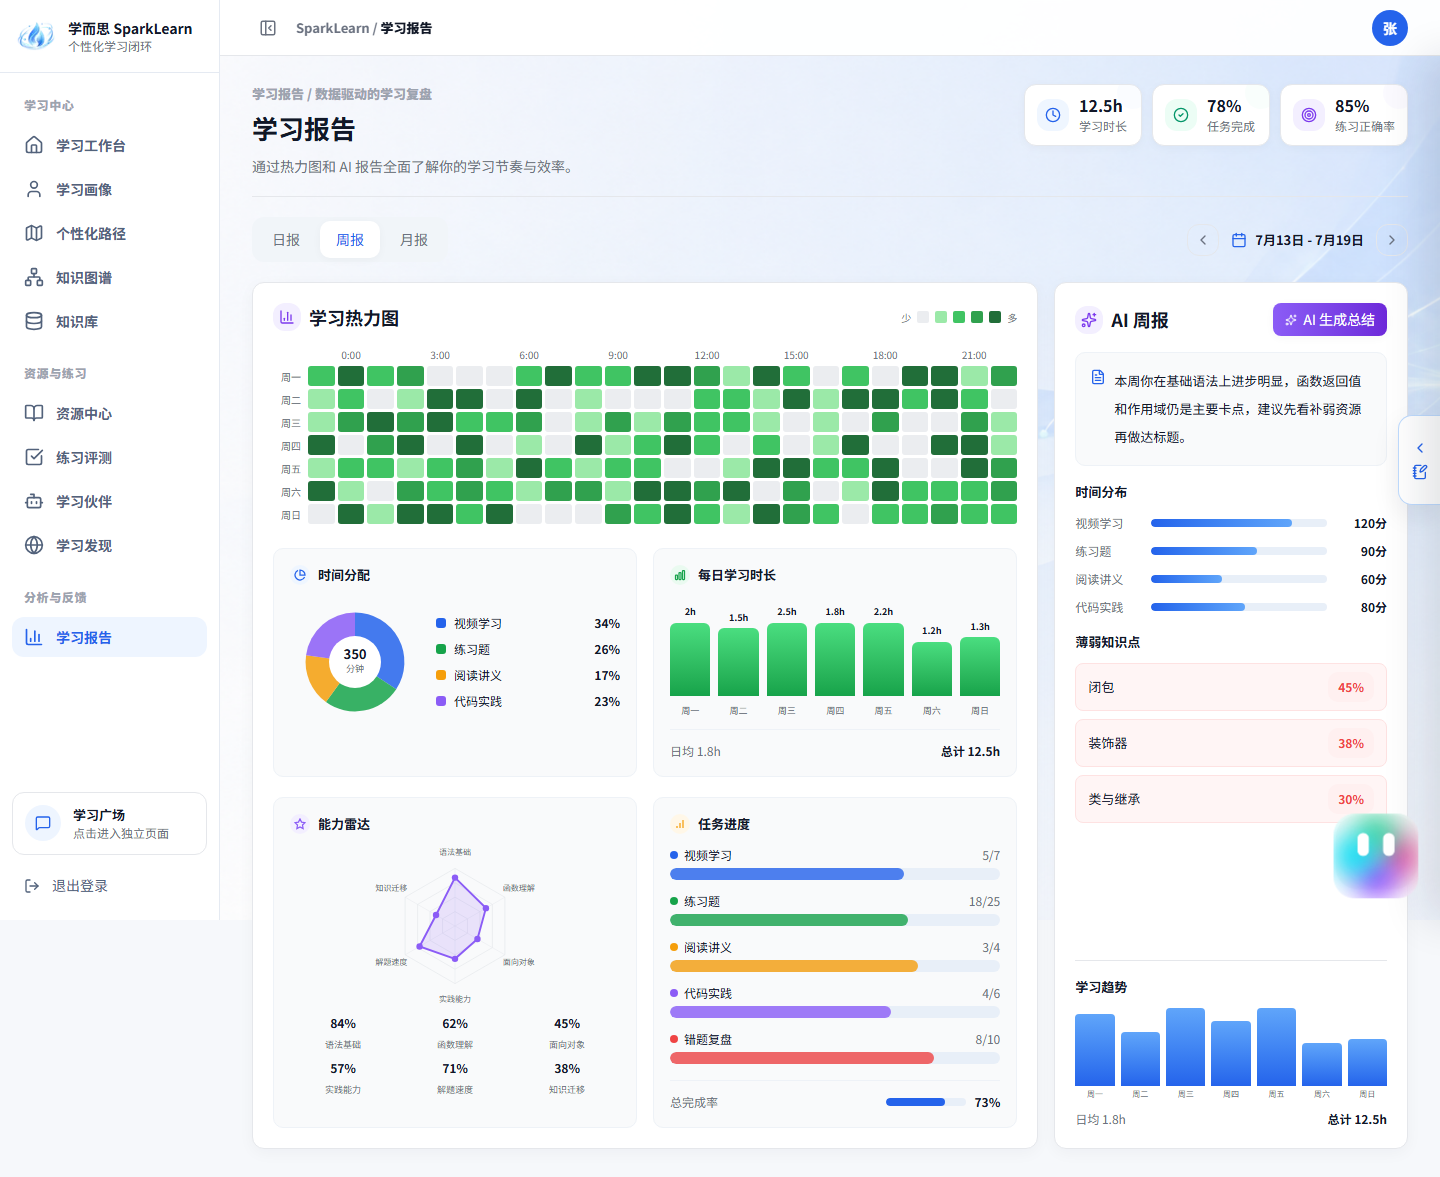 学而思 SparkLearn
个性化学习闭环
学习中心
学习工作台
学习画像
个性化路径
知识图谱
知识库
资源与练习
资源中心
练习评测
学习伙伴
学习发现
分析与反馈
学习报告
学习广场
点击进入独立页面
退出登录
SparkLearn / 学习报告
张
学习报告 / 数据驱动的学习复盘
学习报告
通过热力图和 AI 报告全面了解你的学习节奏与效率。
12.5h
学习时长
78%
任务完成
85%
练习正确率
日报 周报 月报
7月13日 - 7月19日
学习热力图
少 多
0:00 3:00 6:00 9:00 12:00 15:00 18:00 21:00
周一
周二
周三
周四
周五
周六
周日
时间分配
350
分钟
视频学习 34%
练习题 26%
阅读讲义 17%
代码实践 23%
每日学习时长
2h 1.5h 2.5h 1.8h 2.2h 1.2h 1.3h
周一 周二 周三 周四 周五 周六 周日
日均 1.8h 总计 12.5h
能力雷达
语法基础
函数理解
面向对象
实践能力
解题速度
知识迁移
84% 62% 45%
语法基础 函数理解 面向对象
57% 71% 38%
实践能力 解题速度 知识迁移
任务进度
视频学习 5/7
练习题 18/25
阅读讲义 3/4
代码实践 4/6
错题复盘 8/10
总完成率 73%
AI 周报
AI 生成总结
本周你在基础语法上进步明显，函数返回值
和作用域仍是主要卡点，建议先看补弱资源
再做达标题。
时间分布
视频学习 120分
练习题 90分
阅读讲义 60分
代码实践 80分
薄弱知识点
闭包 45%
装饰器 38%
类与继承 30%
学习趋势
周一 周二 周三 周四 周五 周六 周日
日均 1.8h 总计 12.5h